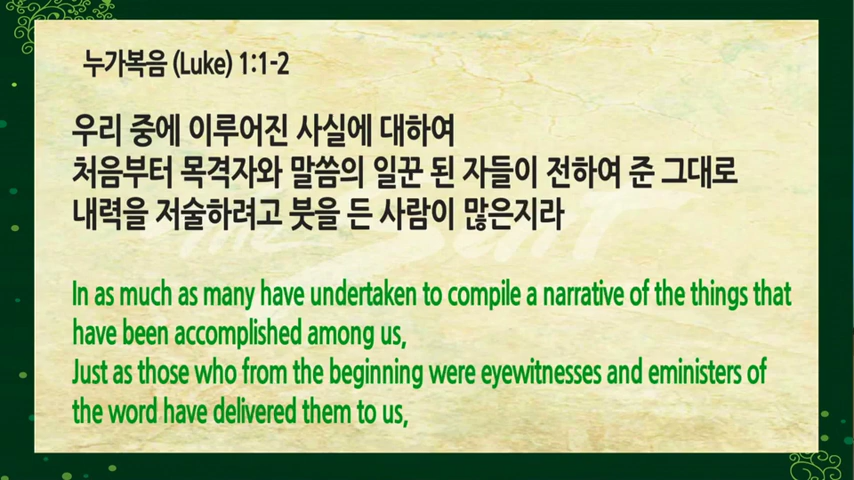 누가복음 (Luke) 1:1-2
우리 중에 이루어진 사실에 대하여
처음부터 목격자와 말씀의 일꾼 된 자들이 전하여 준 그대로
내력을 저술하려고 붓을 든 사람이 많은지라
In as much as many have undertaken to compile a narrative of the things that
have been accomplished among us,
Just as those who from the beginning were eyewitnesses and eministers of
the word have delivered them to us,